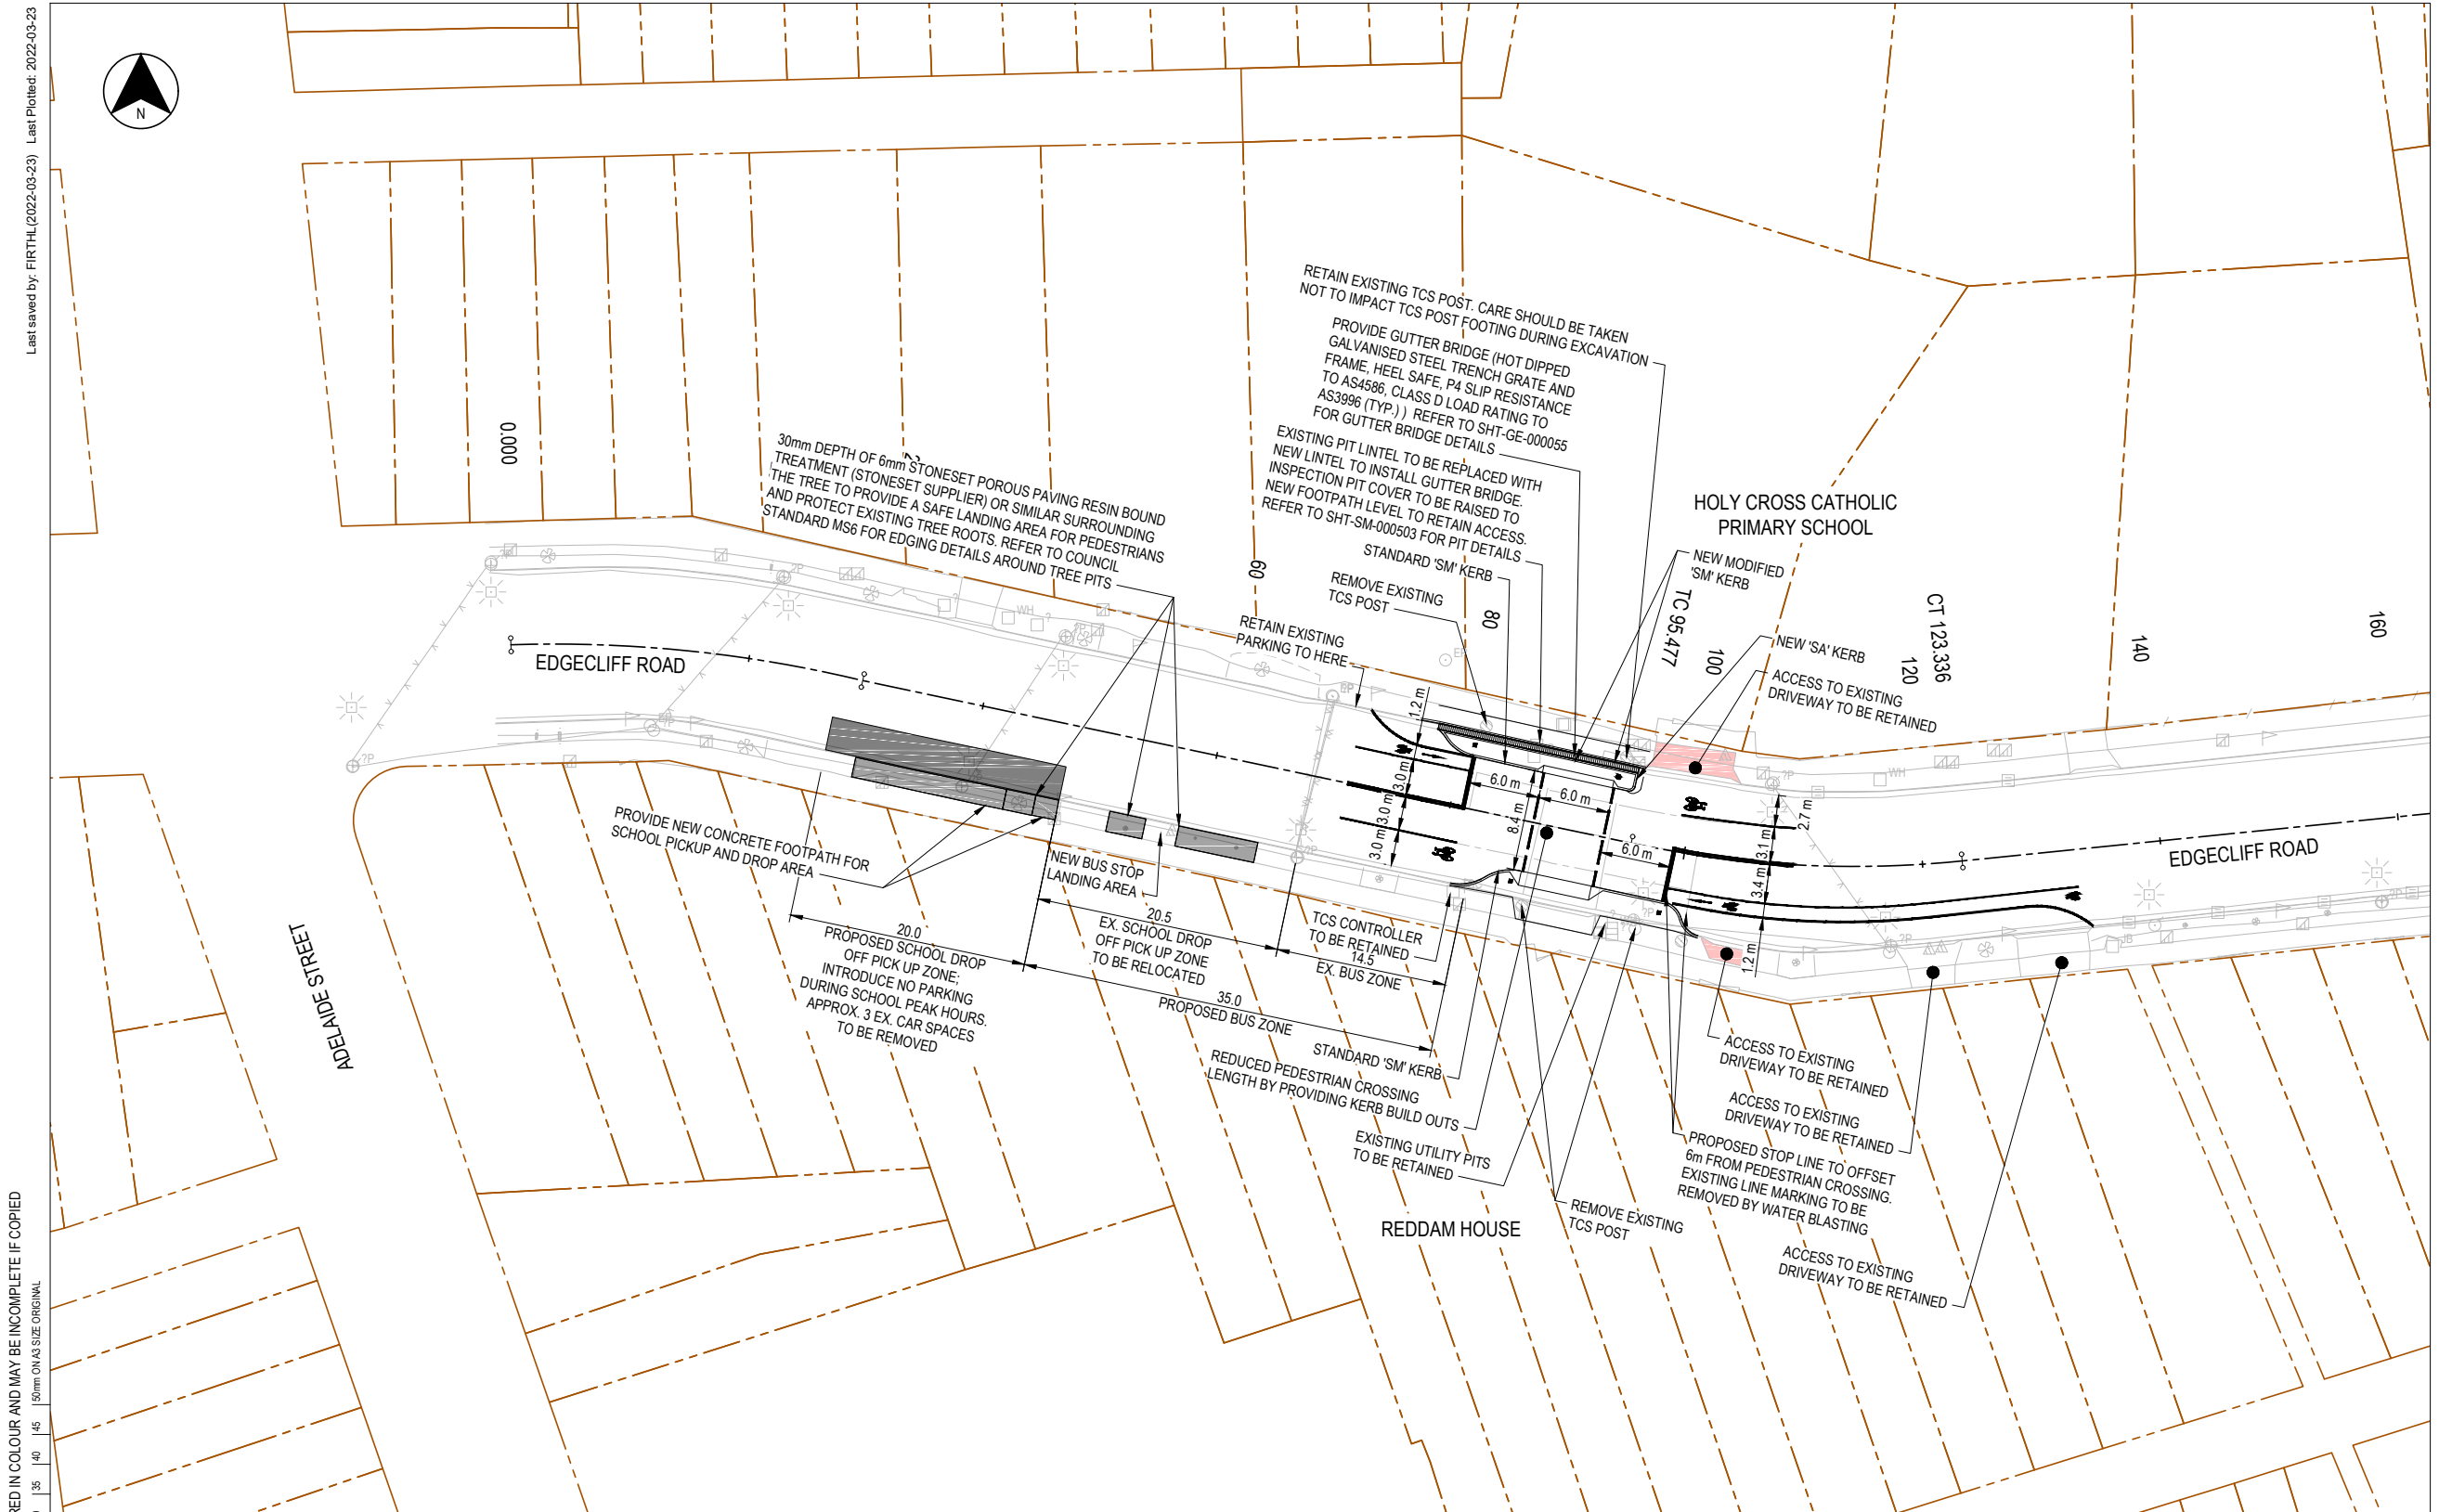 Last saved by: FIRTHL(2022-03-23) Last Plotted: 2022-03-23
N
0.000
60
80
TC 95.477
100
120
CT 123.336
140
160
RETAIN EXISTING TCS POST. CARE SHOULD BE TAKEN
NOT TO IMPACT TCS POST FOOTING DURING EXCAVATION
PROVIDE GUTTER BRIDGE (HOT DIPPED
GALVANISED STEEL TRENCH GRATE AND
FRAME, HEEL SAFE, P4 SLIP RESISTANCE
TO AS4586, CLASS D LOAD RATING TO
AS3996 (TYP.) ) REFER TO SHT-GE-000055
FOR GUTTER BRIDGE DETAILS
EXISTING PIT LINTEL TO BE REPLACED WITH
NEW LINTEL TO INSTALL GUTTER BRIDGE.
INSPECTION PIT COVER TO BE RAISED TO
NEW FOOTPATH LEVEL TO RETAIN ACCESS.
REFER TO SHT-SM-000503 FOR PIT DETAILS
STANDARD 'SM' KERB
REMOVE EXISTING
TCS POST
RETAIN EXISTING
PARKING TO HERE
30mm DEPTH OF 6mm STONESET POROUS PAVING RESIN BOUND
TREATMENT (STONESET SUPPLIER) OR SIMILAR SURROUNDING
THE TREE TO PROVIDE A SAFE LANDING AREA FOR PEDESTRIANS
AND PROTECT EXISTING TREE ROOTS. REFER TO COUNCIL
STANDARD MS6 FOR EDGING DETAILS AROUND TREE PITS
HOLY CROSS CATHOLIC
PRIMARY SCHOOL
NEW MODIFIED
'SM' KERB
NEW 'SA' KERB
ACCESS TO EXISTING
DRIVEWAY TO BE RETAINED
EDGECLIFF ROAD
EDGECLIFF ROAD
WH
WH
JB
?P
?P
?P
?P
?P
?P
1.2 m
3.0 m
3.0 m
3.0 m
6.0 m
6.0 m
8.4 m
6.0 m
2.7 m
3.1 m
3.4 m
1.2 m
PROVIDE NEW CONCRETE FOOTPATH FOR
SCHOOL PICKUP AND DROP AREA
NEW BUS STOP
LANDING AREA
20.0
PROPOSED SCHOOL DROP
OFF PICK UP ZONE;
INTRODUCE NO PARKING
DURING SCHOOL PEAK HOURS.
APPROX. 3 EX. CAR SPACES
TO BE REMOVED
20.5
EX. SCHOOL DROP
OFF PICK UP ZONE
TO BE RELOCATED
35.0
PROPOSED BUS ZONE
TCS CONTROLLER
TO BE RETAINED
14.5
EX. BUS ZONE
STANDARD 'SM' KERB
REDUCED PEDESTRIAN CROSSING
LENGTH BY PROVIDING KERB BUILD OUTS
EXISTING UTILITY PITS
TO BE RETAINED
REMOVE EXISTING
TCS POST
REDDAM HOUSE
ACCESS TO EXISTING
DRIVEWAY TO BE RETAINED
ACCESS TO EXISTING
DRIVEWAY TO BE RETAINED
PROPOSED STOP LINE TO OFFSET
6m FROM PEDESTRIAN CROSSING.
EXISTING LINE MARKING TO BE
REMOVED BY WATER BLASTING
ACCESS TO EXISTING
DRIVEWAY TO BE RETAINED
ADELAIDE STREET
RED IN COLOUR AND MAY BE INCOMPLETE IF COPIED
35 40 45 50mm ON A3 SIZE ORIGINAL